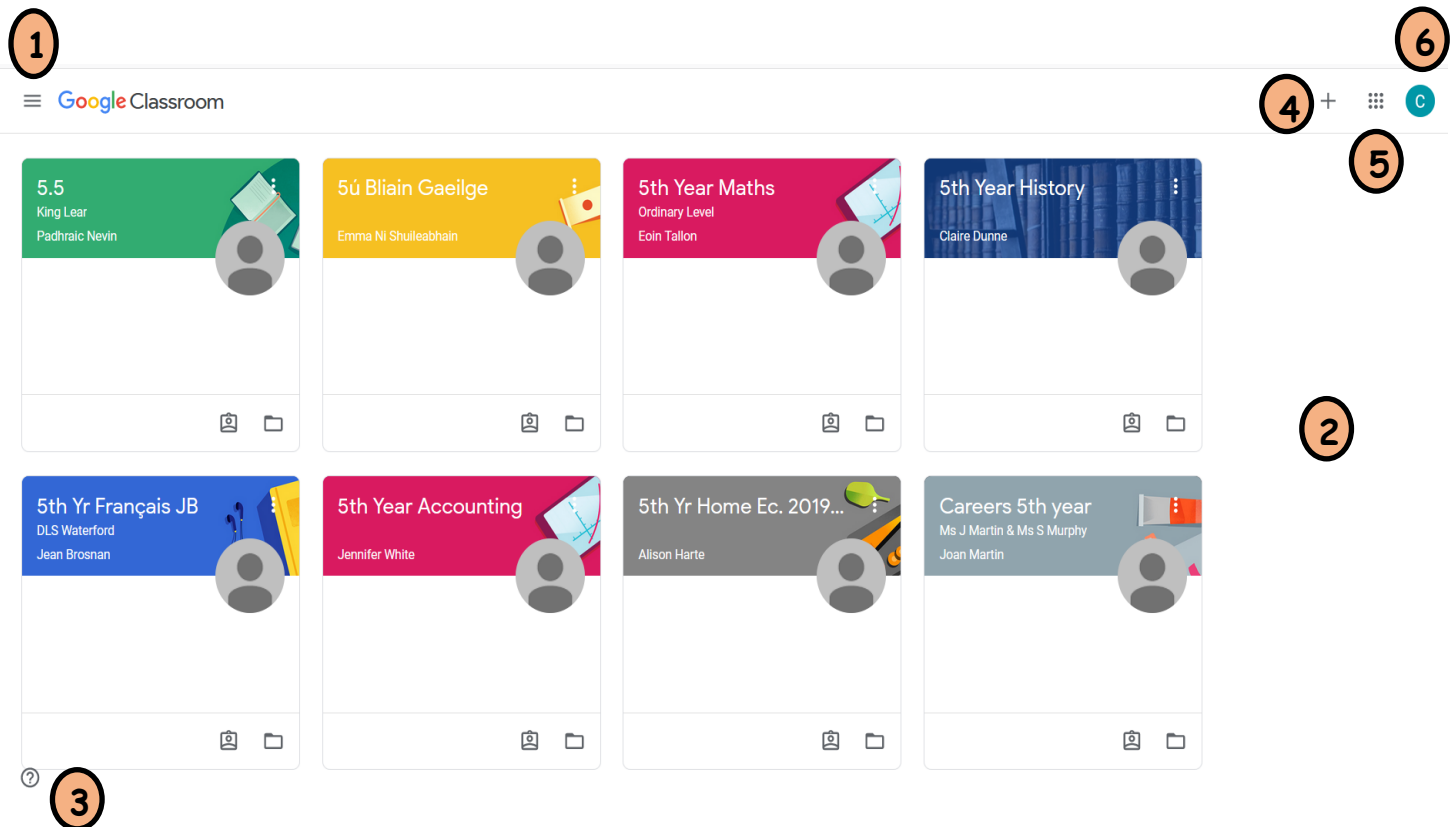 1
6
Google Classroom
4
C
5
5.5
King Lear
Padhraic Nevin
5ú Bliain Gaeilge
Emma Ni Shuileabhain
5th Year Maths
Ordinary Level
Eoin Tallon
5th Year History
Claire Dunne
2
5th Yr Français JB
DLS Waterford
Jean Brosnan
5th Year Accounting
Jennifer White
5th Yr Home Ec. 2019...
Alison Harte
Careers 5th year
Ms J Martin & Ms S Murphy
Joan Martin
?
3